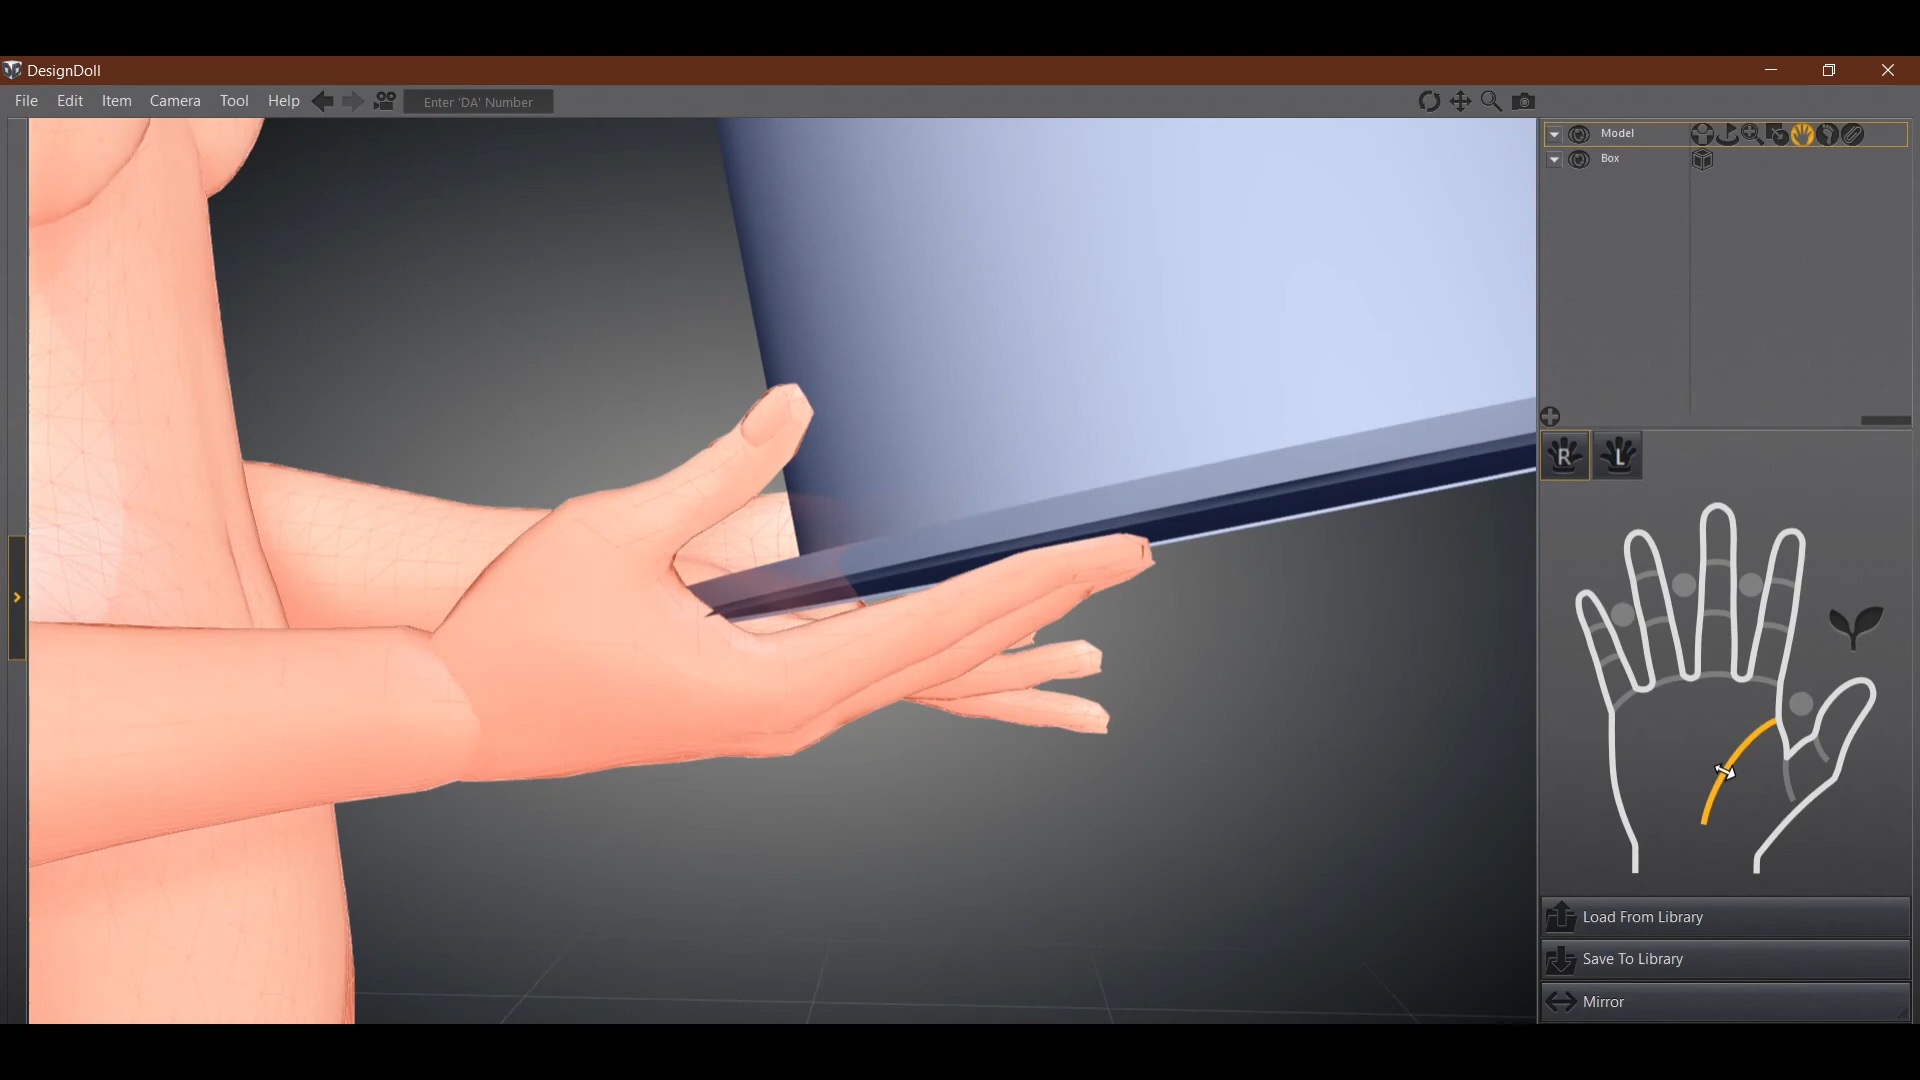 DesignDoll
File Edit Item Camera Tool Help Enter 'DA' Number
Model
Box
R L
Load From Library
Save To Library
Mirror